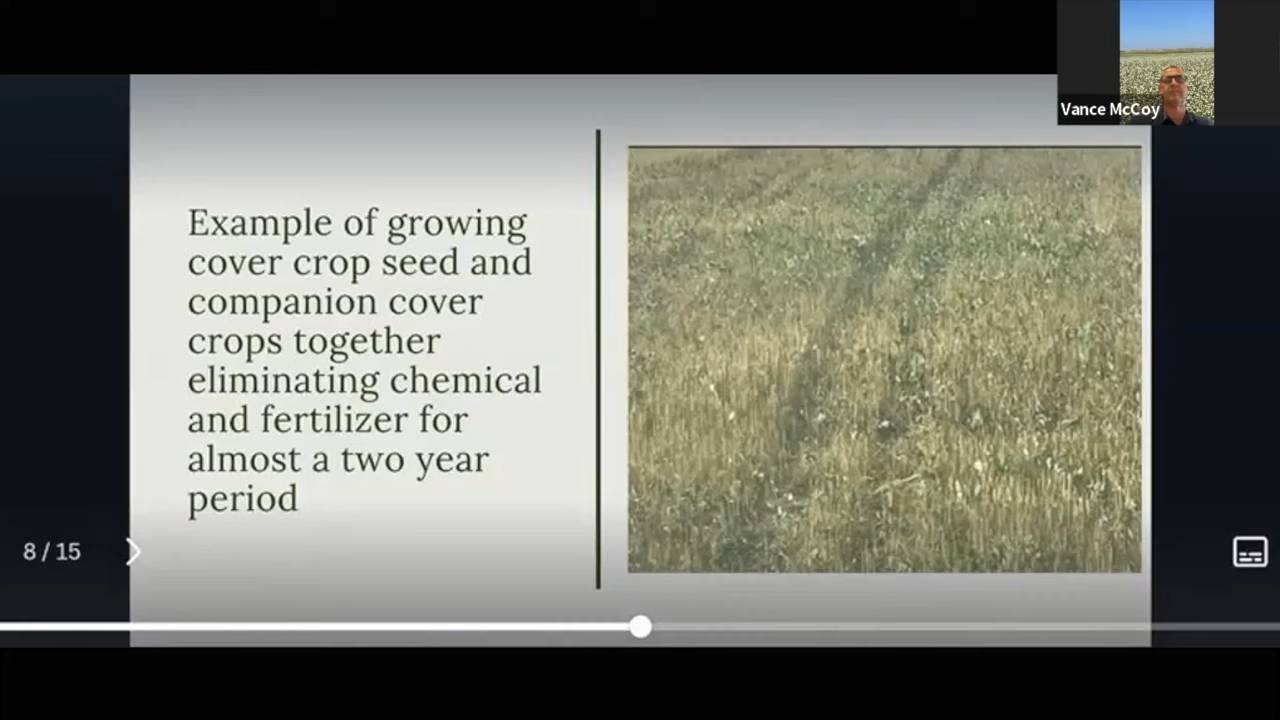 Vance McCoy
Example of growing
cover crop seed and
companion cover
crops together
eliminating chemical
and fertilizer for
almost a two year
period
8 / 15